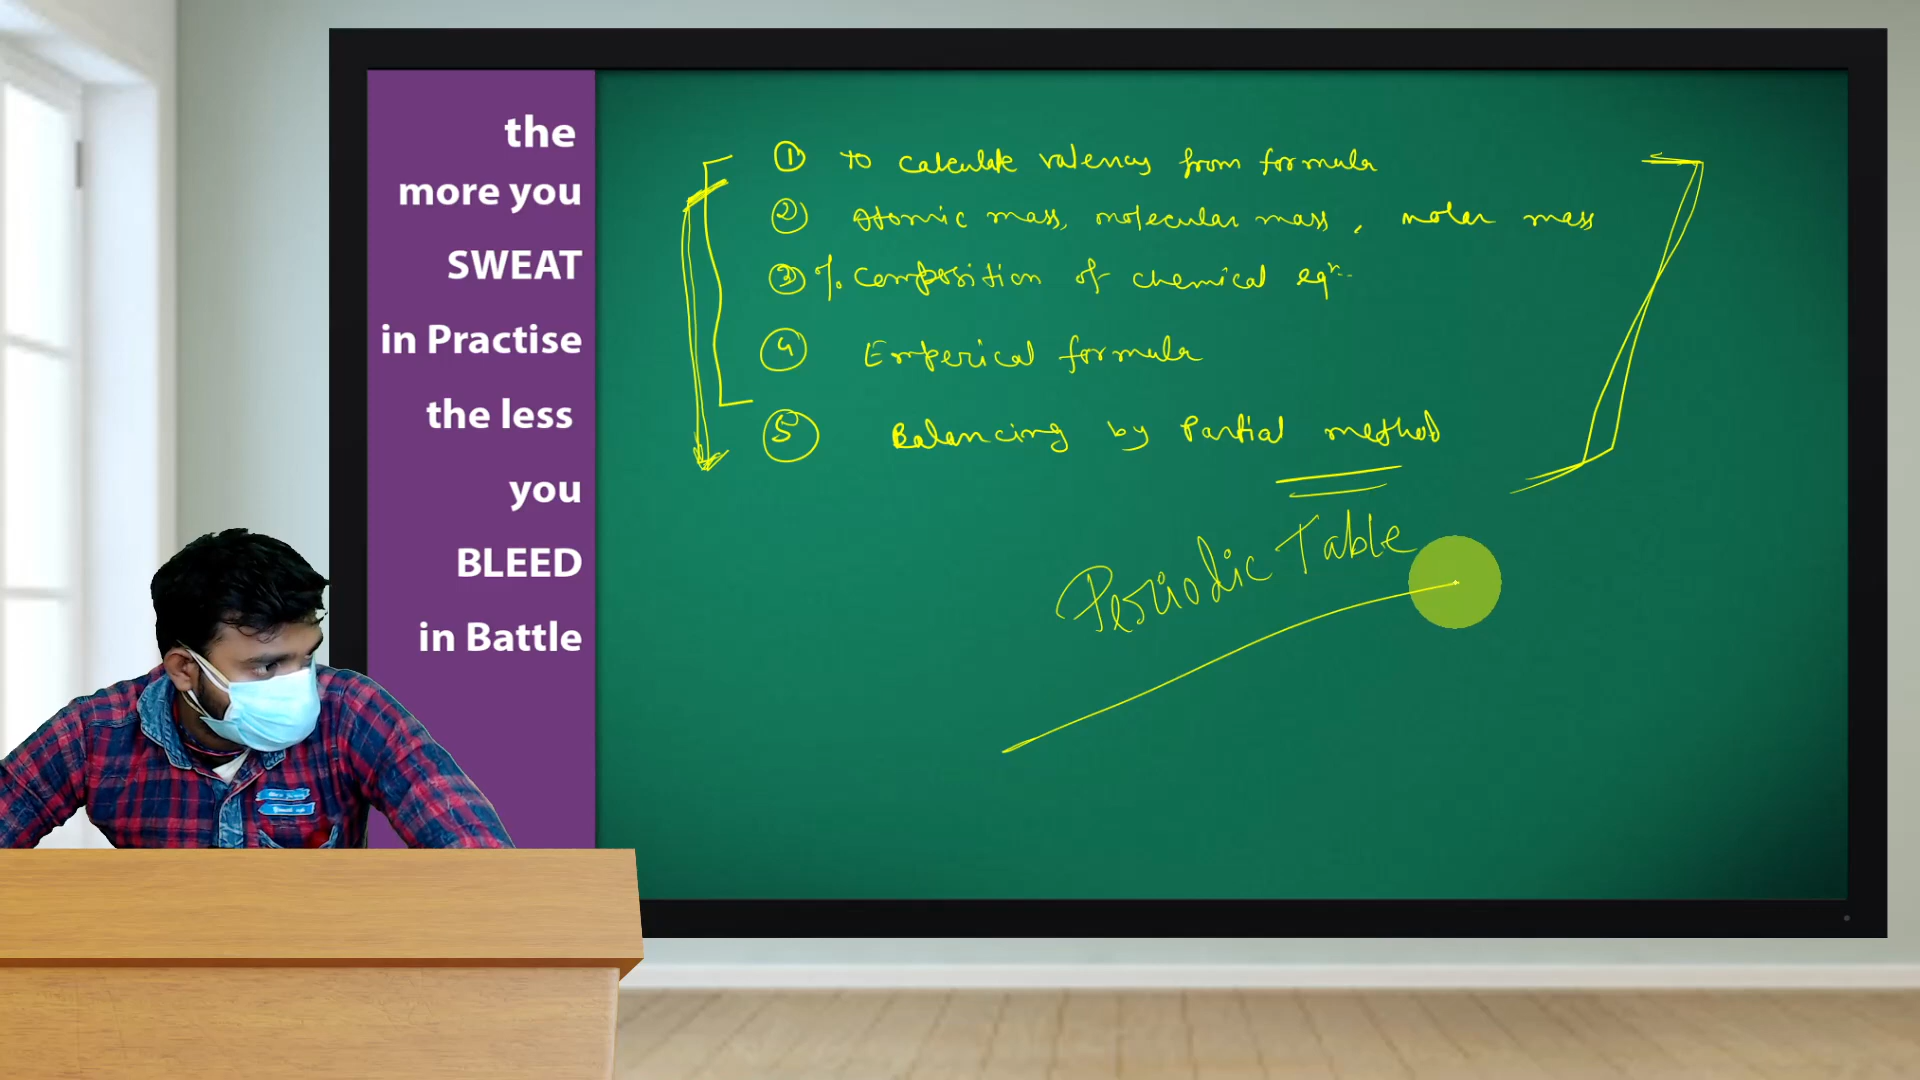 the
more you
SWEAT
in Practise
the less
you
BLEED
in Battle
① to calculate valency from formula
② Atomic mass, molecular mass, molar mass
③ % Composition of chemical eqn..
④ Emperical formula
⑤ Balancing by Partial method
Periodic Table